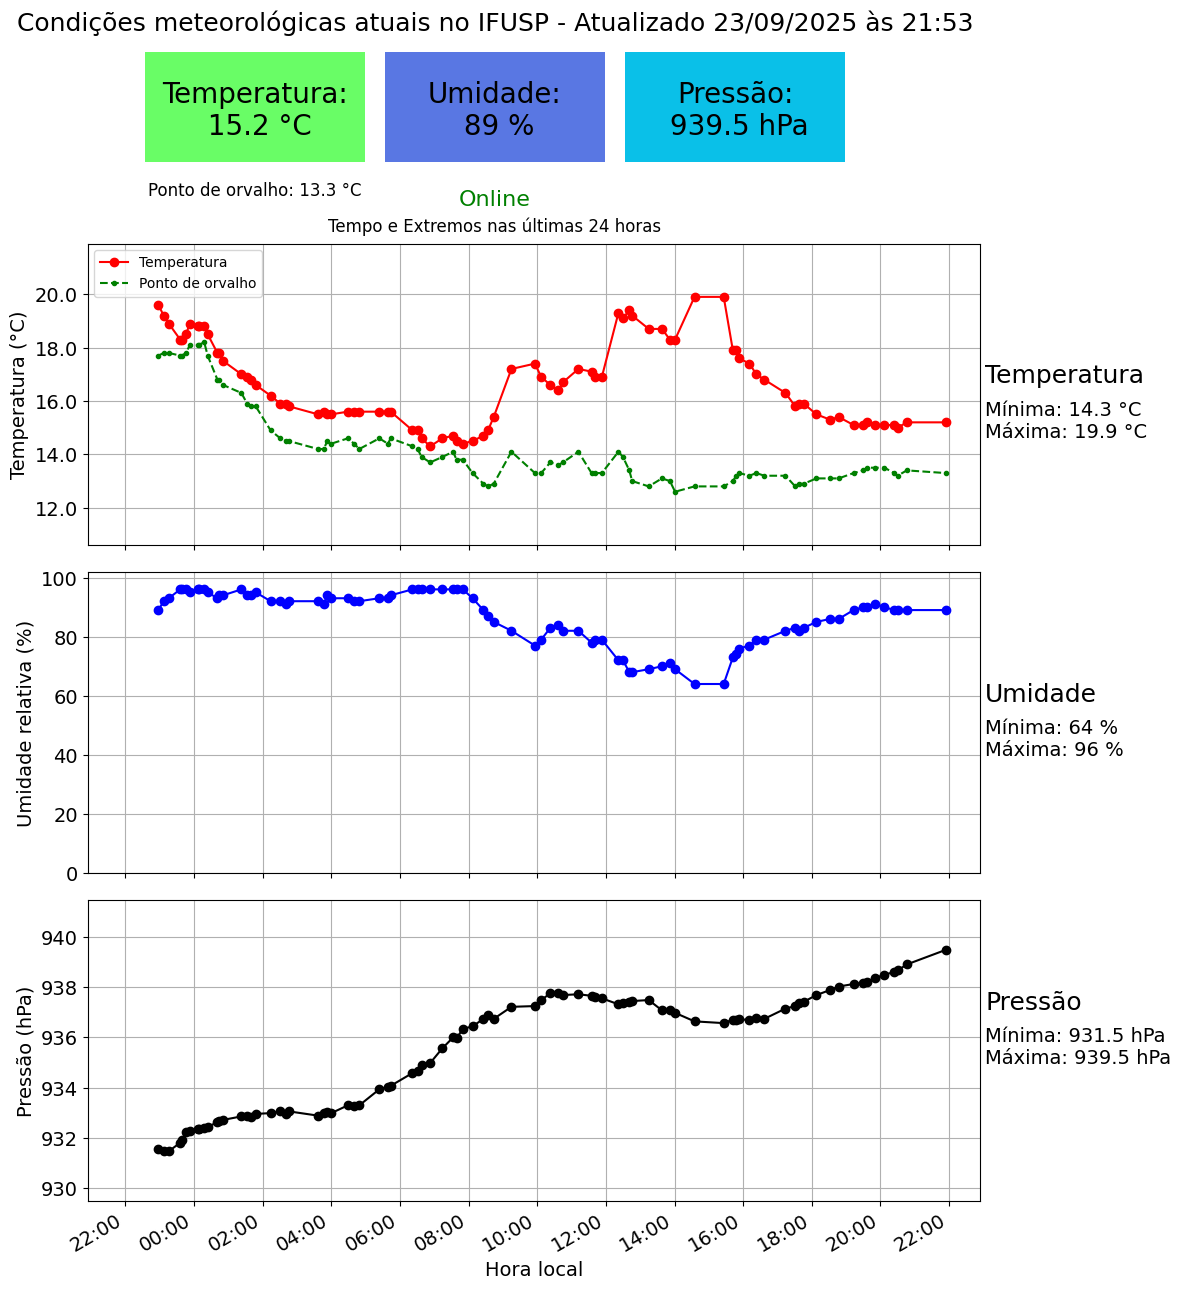 Condições meteorológicas atuais no IFUSP - Atualizado 23/09/2025 às 21:53
Temperatura:
15.2 °C
Umidade:
89 %
Pressão:
939.5 hPa
Ponto de orvalho: 13.3 °C
Online
Tempo e Extremos nas últimas 24 horas
Temperatura
Ponto de orvalho
Temperatura (°C)
20.0
18.0
16.0
14.0
12.0
Temperatura
Mínima: 14.3 °C
Máxima: 19.9 °C
Umidade relativa (%)
100
80
60
40
20
0
Umidade
Mínima: 64 %
Máxima: 96 %
Pressão (hPa)
940
938
936
934
932
930
Pressão
Mínima: 931.5 hPa
Máxima: 939.5 hPa
22:00 00:00 02:00 04:00 06:00 08:00 10:00 12:00 14:00 16:00 18:00 20:00 22:00
Hora local